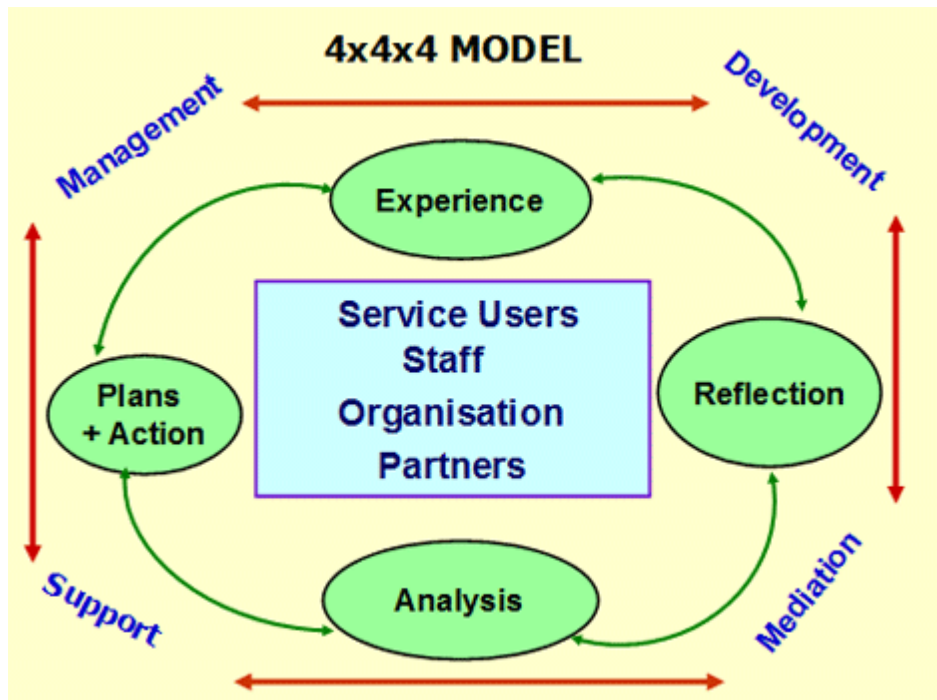 4x4x4 MODEL
Management
Development
Experience
Service Users
Staff
Organisation
Partners
Plans
+ Action
Reflection
Analysis
Support
Mediation